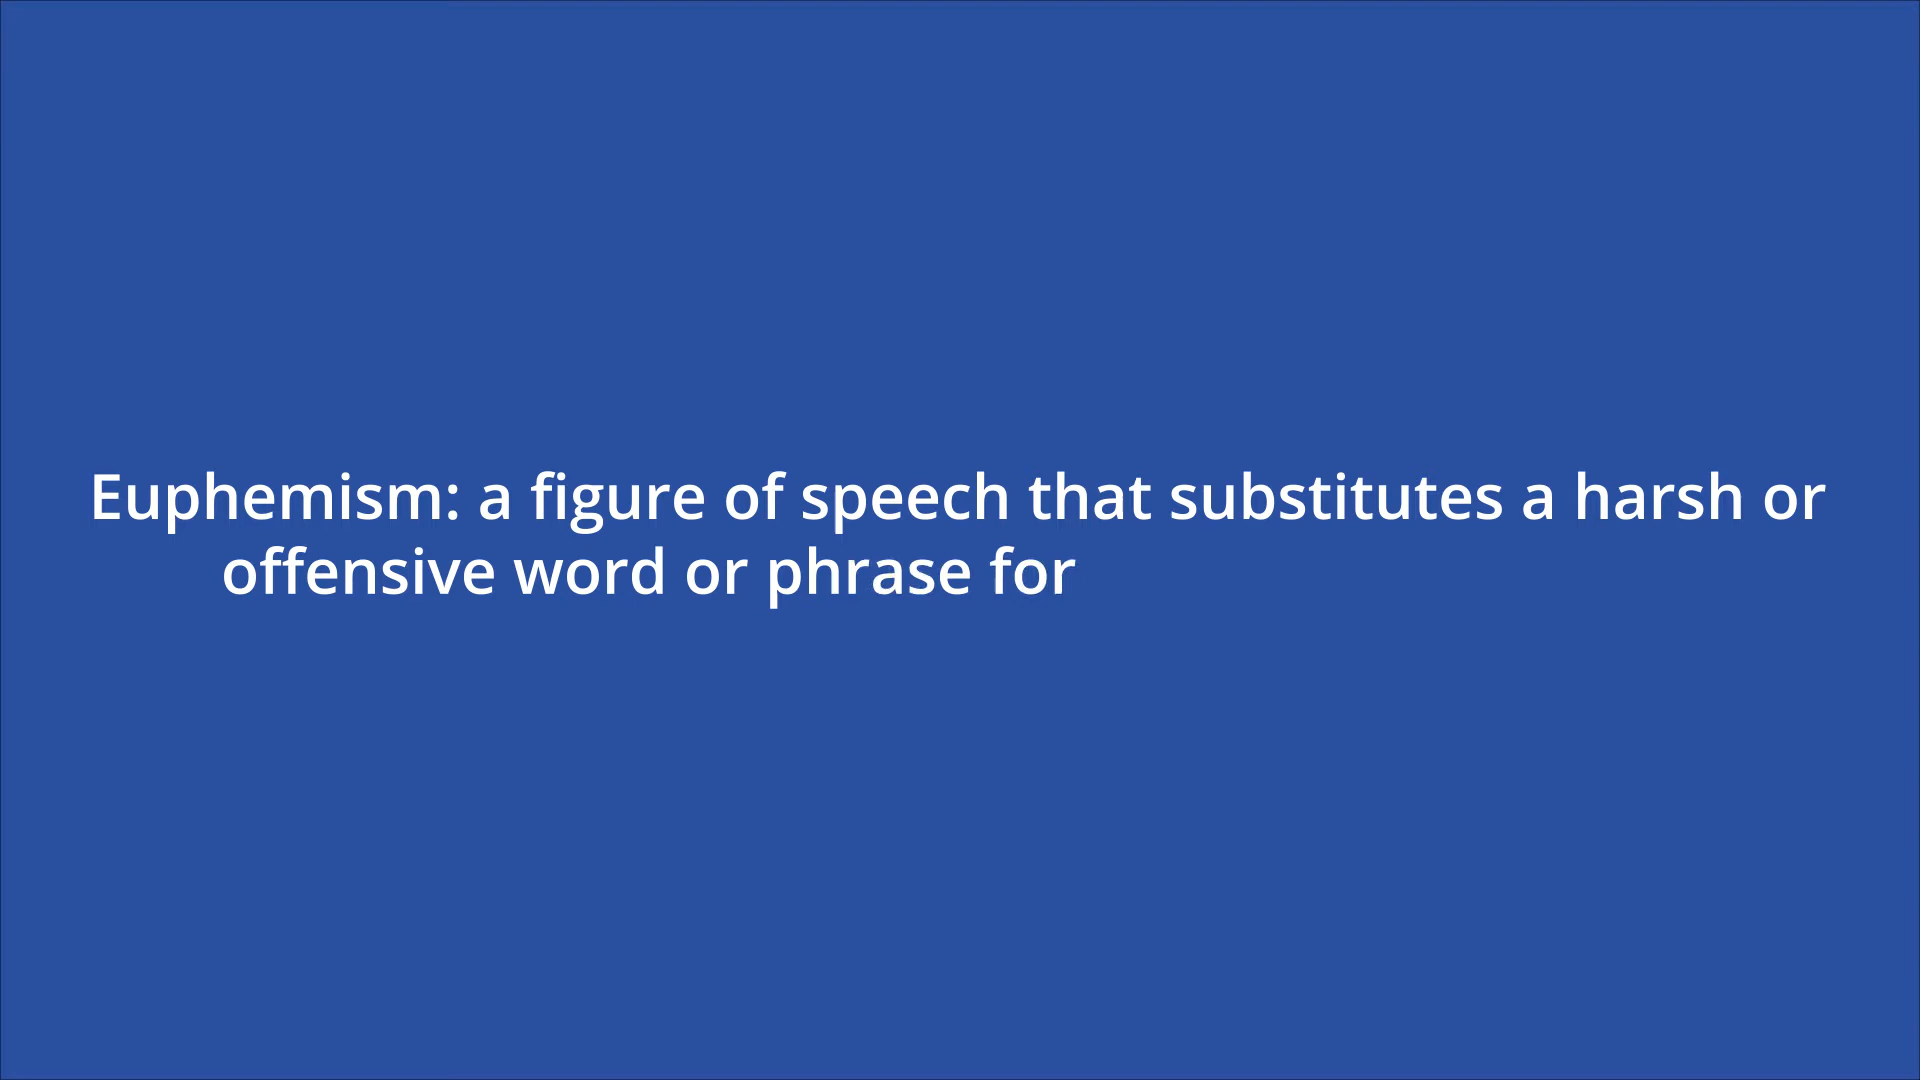 Euphemism: a figure of speech that substitutes a harsh or
offensive word or phrase for